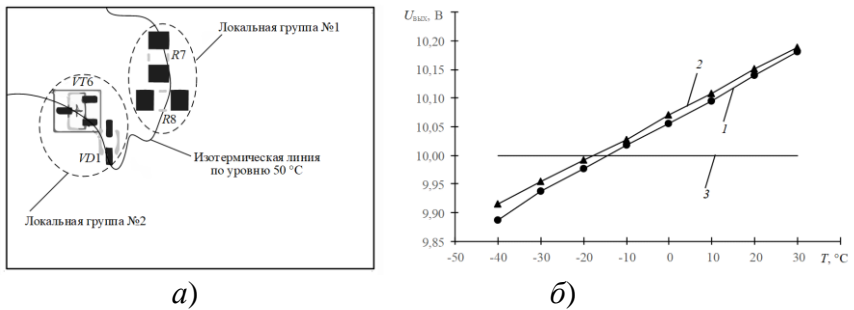 Локальная группа №1
R7
VT6
R8
VD1
Изотермическая линия
по уровню 50 °С
Локальная группа №2
а)
Uвых, В
10,20
10,15
10,10
10,05
10,00
9,95
9,90
9,85
2
1
3
-50 -40 -30 -20 -10 0 10 20 30 T, °C
б)